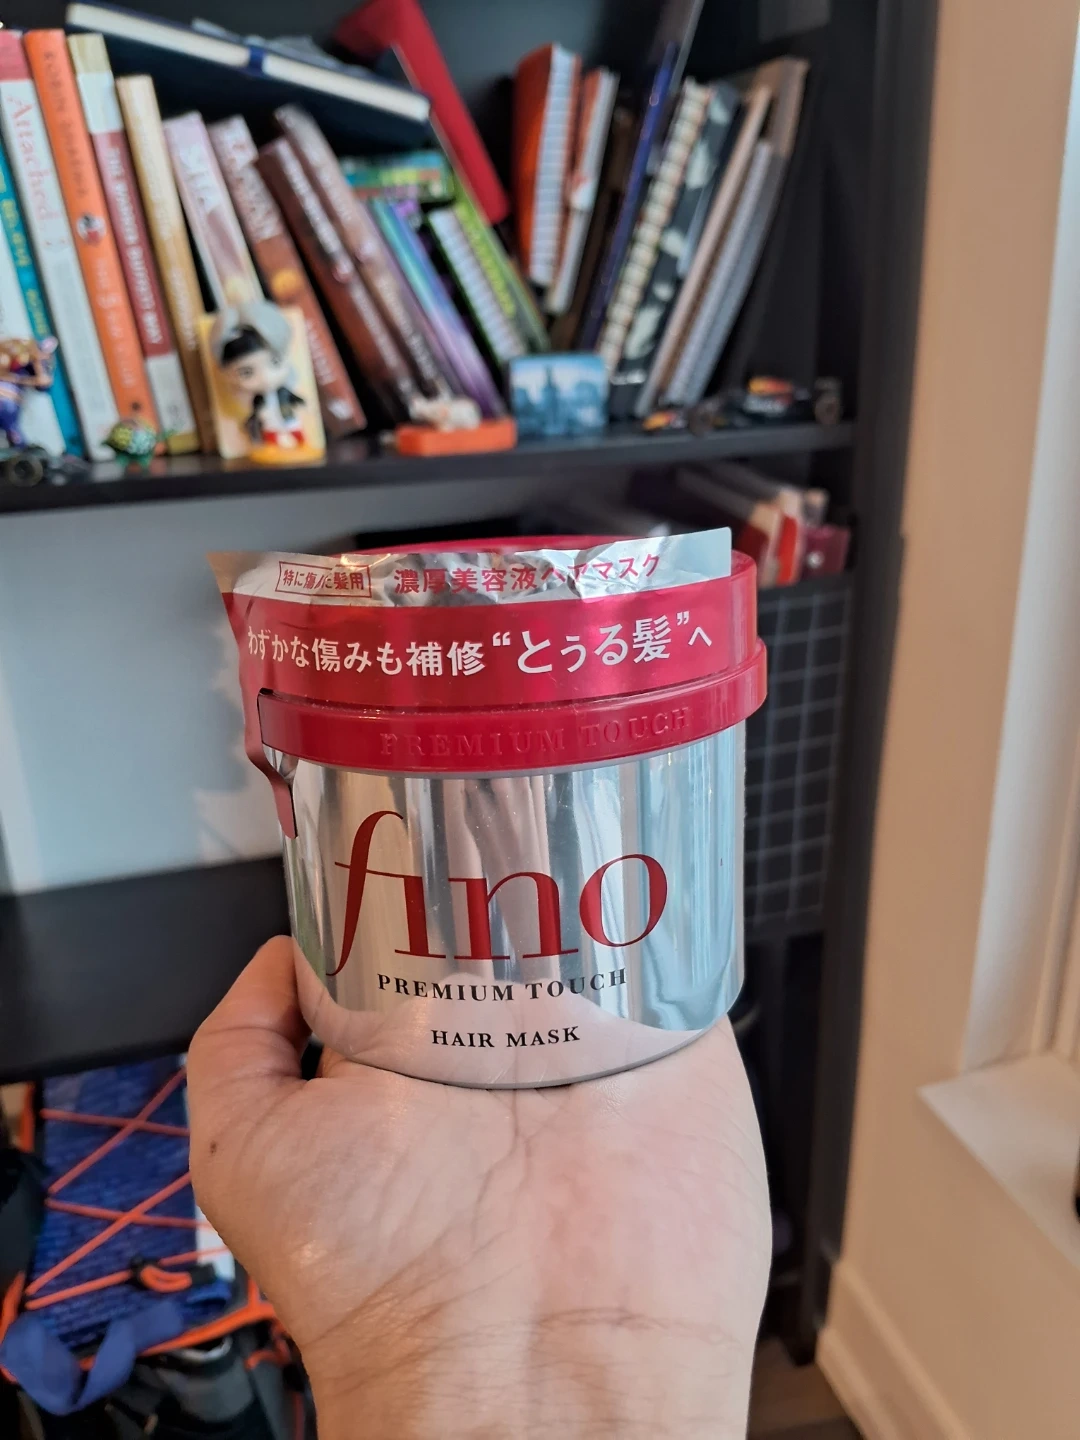 Attached
特に傷んだ髪用
濃厚美容液ヘアマスク
わずかな傷みも補修“とぅる髪”へ
PREMIUM TOUCH
fino
PREMIUM TOUCH
HAIR MASK